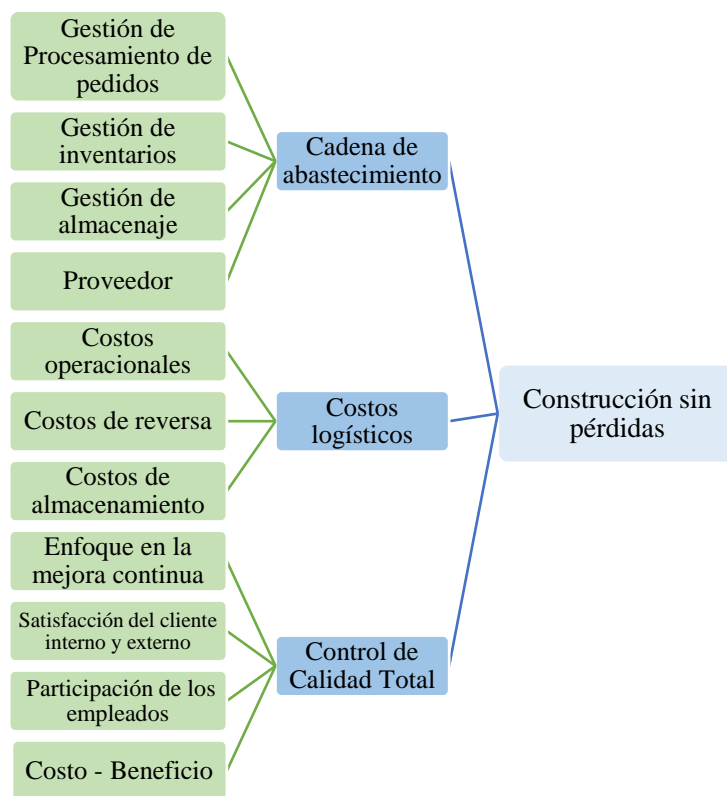 Gestión de
Procesamiento de
pedidos
Gestión de
inventarios
Gestión de
almacenaje
Proveedor
Costos
operacionales
Costos de reversa
Costos de
almacenamiento
Enfoque en la
mejora continua
Satisfacción del cliente
interno y externo
Participación de los
empleados
Costo - Beneficio
Cadena de
abastecimiento
Costos
logísticos
Control de
Calidad Total
Construcción sin
pérdidas